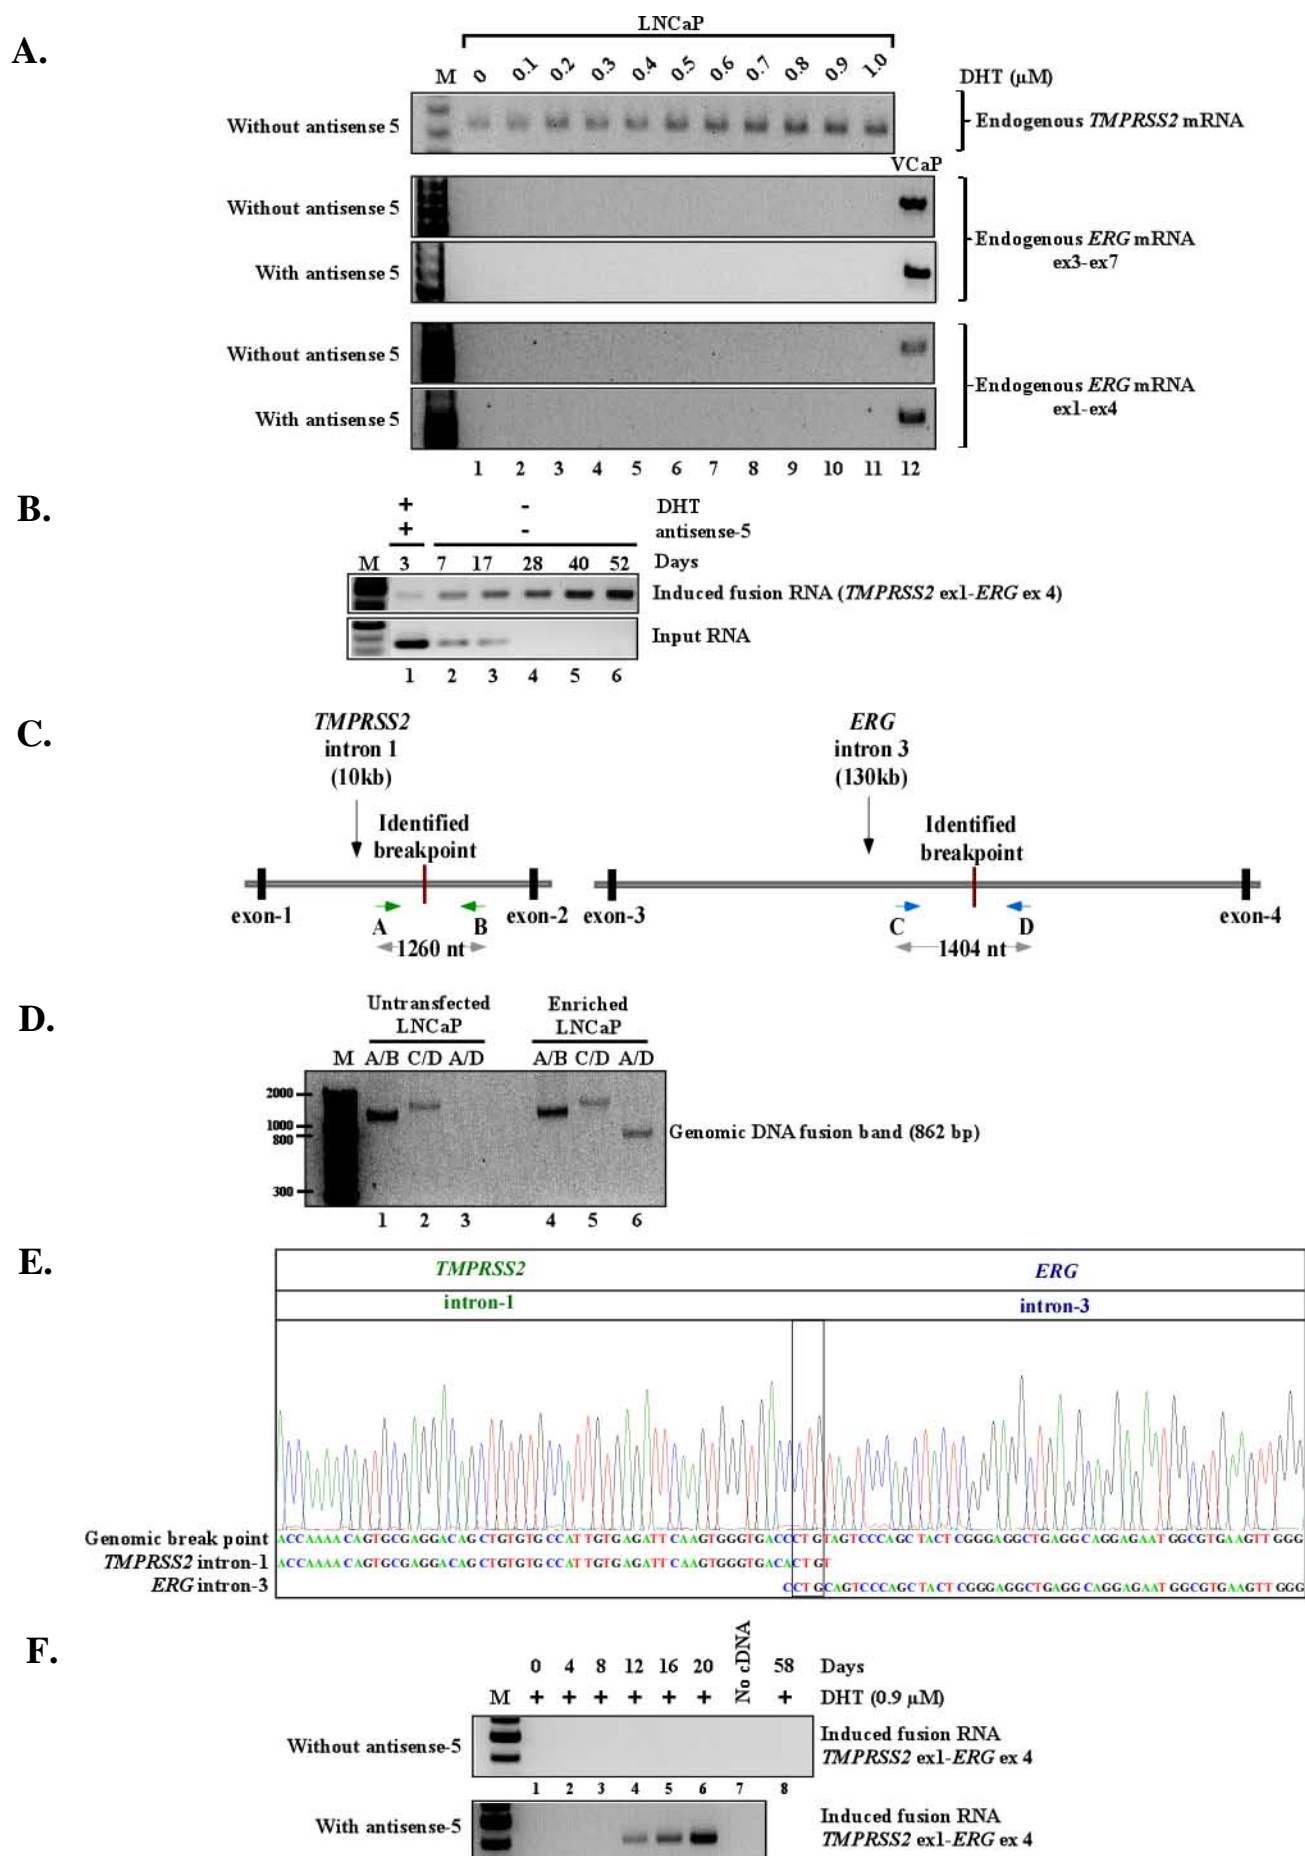 A.
LNCaP
M 0 0.1 0.2 0.3 0.4 0.5 0.6 0.7 0.8 0.9 1.0 DHT (µM)
Without antisense 5
Endogenous TMPRSS2 mRNA
VCaP
Without antisense 5
With antisense 5
Endogenous ERG mRNA
ex3-ex7
Without antisense 5
With antisense 5
Endogenous ERG mRNA
ex1-ex4
1 2 3 4 5 6 7 8 9 10 11 12
B.
+ - DHT
+ - antisense-5
M 3 7 17 28 40 52 Days
Induced fusion RNA (TMPRSS2 ex1-ERG ex 4)
Input RNA
1 2 3 4 5 6
C.
TMPRSS2
intron 1
(10kb)
Identified
breakpoint
exon-1
exon-2
A
B
1260 nt
ERG
intron 3
(130kb)
Identified
breakpoint
exon-3
exon-4
C
D
1404 nt
D.
Untransfected
LNCaP
Enriched
LNCaP
M A/B C/D A/D A/B C/D A/D
2000
1000
800
300
Genomic DNA fusion band (862 bp)
1 2 3 4 5 6
E.
TMPRSS2 ERG
intron-1 intron-3
Genomic break point ACCAAAACAGTGCGAGGACAGCTGTGTGCCATTGTGAGATTCAAGTGGGTGACCCTGTAGTCCCAGCTACTCGGGAGGCTGAGGCAGGAGAATGGCGTGAAGTTGGG
TMPRSS2 intron-1 ACCAAAACAGTGCGAGGACAGCTGTGTGCCATTGTGAGATTCAAGTGGGTGACACTGT
ERG intron-3 CCTGCAGTCCCAGCTACTCGGGAGGCTGAGGCAGGAGAATGGCGTGAAGTTGGG
F.
0 4 8 12 16 20 No cDNA 58 Days
M + + + + + + + DHT (0.9 µM)
Without antisense-5
Induced fusion RNA
TMPRSS2 ex1-ERG ex 4
1 2 3 4 5 6 7 8
With antisense-5
Induced fusion RNA
TMPRSS2 ex1-ERG ex 4